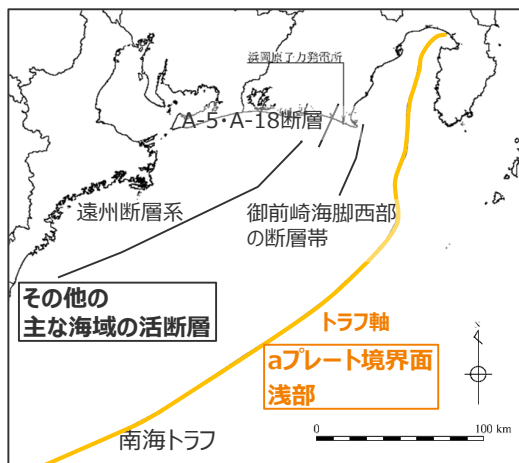 浜岡原子力発電所
A-5・A-18断層
遠州断層系
御前崎海脚西部
の断層帯
その他の
主な海域の活断層
トラフ軸
aプレート境界面
浅部
南海トラフ
N
0
100 km